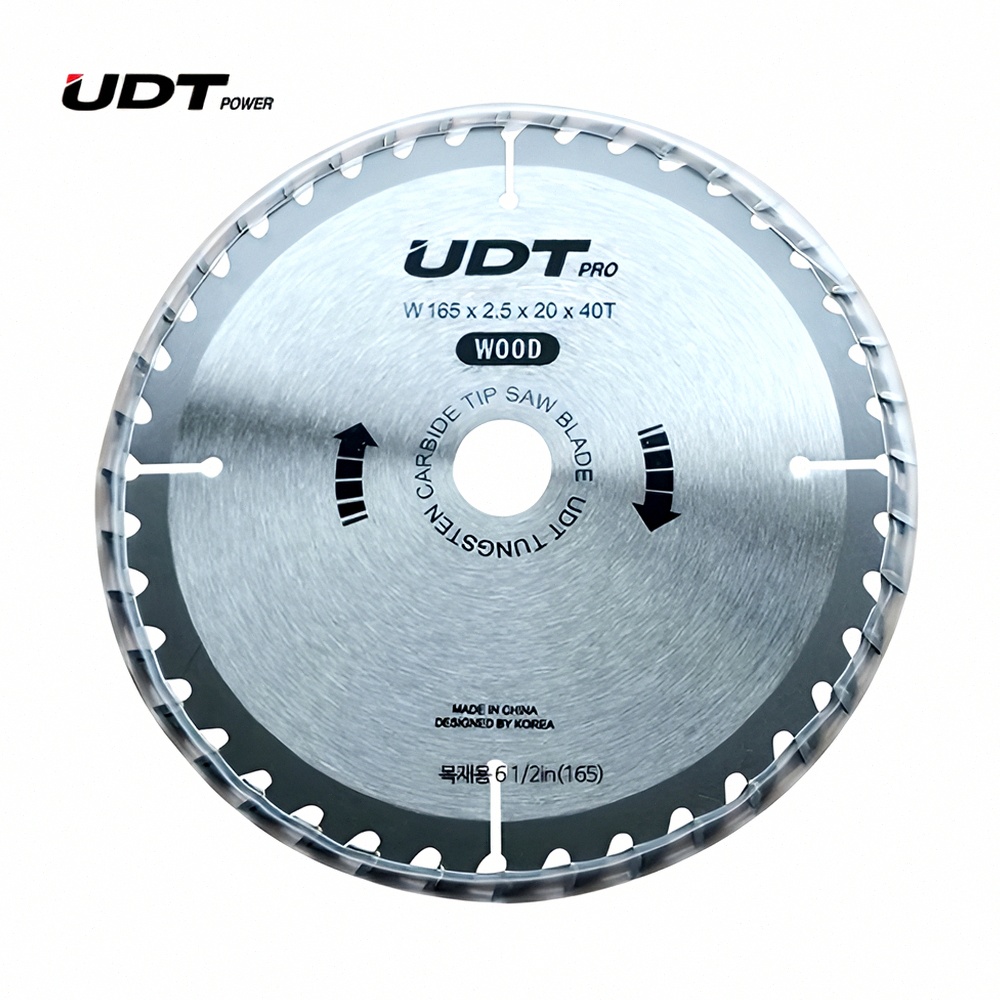 UDT POWER
UDT PRO
W 165 x 2.5 x 20 x 40T
WOOD
UDT TUNGSTEN CARBIDE TIP SAW BLADE
MADE IN CHINA
DESIGNED BY KOREA
목재용 6 1/2in(165)